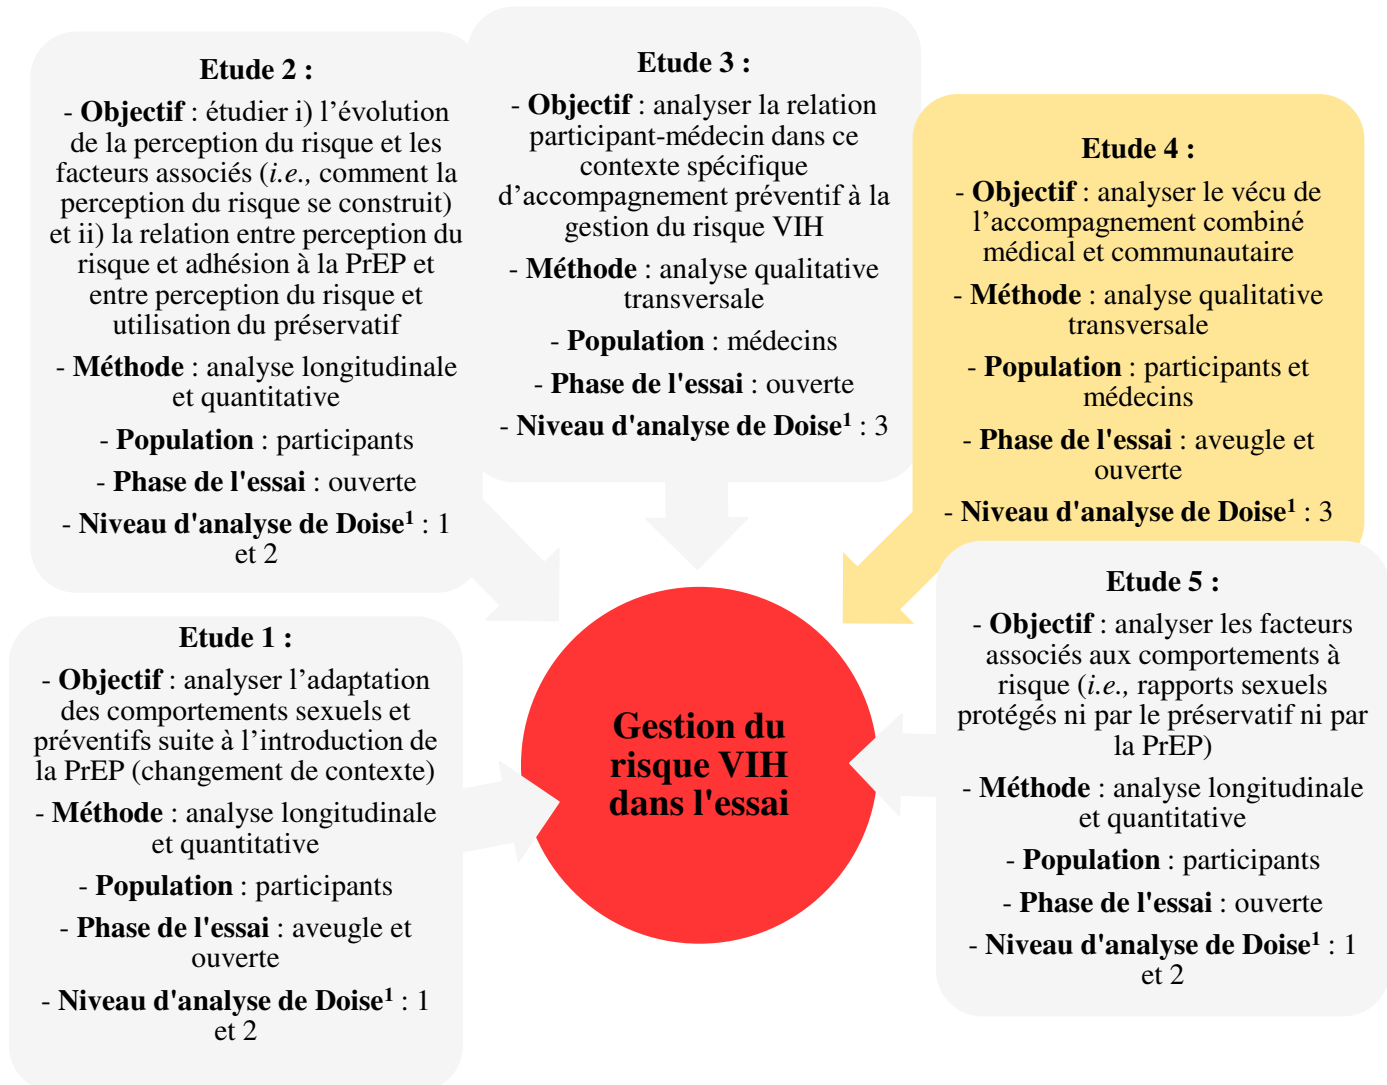 Etude 2 :
- Objectif : étudier i) l’évolution
de la perception du risque et les
facteurs associés (i.e., comment la
perception du risque se construit)
et ii) la relation entre perception du
risque et adhésion à la PrEP et
entre perception du risque et
utilisation du préservatif
- Méthode : analyse longitudinale
et quantitative
- Population : participants
- Phase de l'essai : ouverte
- Niveau d'analyse de Doise¹ : 1
et 2
Etude 3 :
- Objectif : analyser la relation
participant-médecin dans ce
contexte spécifique
d’accompagnement préventif à la
gestion du risque VIH
- Méthode : analyse qualitative
transversale
- Population : médecins
- Phase de l'essai : ouverte
- Niveau d'analyse de Doise¹ : 3
Etude 4 :
- Objectif : analyser le vécu de
l’accompagnement combiné
médical et communautaire
- Méthode : analyse qualitative
transversale
- Population : participants et
médecins
- Phase de l'essai : aveugle et
ouverte
- Niveau d'analyse de Doise¹ : 3
Etude 1 :
- Objectif : analyser l’adaptation
des comportements sexuels et
préventifs suite à l’introduction de
la PrEP (changement de contexte)
- Méthode : analyse longitudinale
et quantitative
- Population : participants
- Phase de l'essai : aveugle et
ouverte
- Niveau d'analyse de Doise¹ : 1
et 2
Gestion du
risque VIH
dans l'essai
Etude 5 :
- Objectif : analyser les facteurs
associés aux comportements à
risque (i.e., rapports sexuels
protégés ni par le préservatif ni par
la PrEP)
- Méthode : analyse longitudinale
et quantitative
- Population : participants
- Phase de l'essai : ouverte
- Niveau d'analyse de Doise¹ : 1
et 2